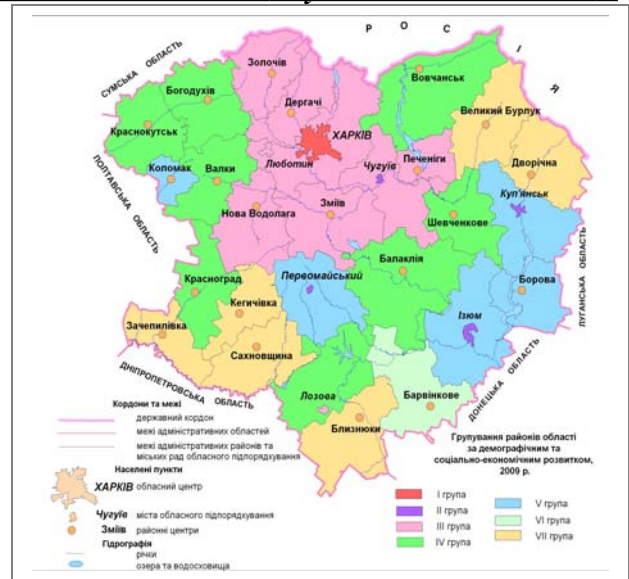 Р О С І Я
СУМСЬКА ОБЛАСТЬ
Золочів
Вовчанськ
Богодухів
Дергачі
Великий Бурлук
Краснокутськ
ХАРКІВ
Люботин
Печеніги
Дворічна
ПОЛТАВСЬКА ОБЛАСТЬ
Коломак
Валки
Чугуїв
Куп'янськ
Нова Водолага
Зміїв
Шевченкове
Балаклія
ЛУГАНСЬКА ОБЛАСТЬ
Первомайський
Красноград
Борова
Кегичівка
Ізюм
Зачепилівка
Сахновщина
ДНІПРОПЕТРОВСЬКА ОБЛАСТЬ
Лозова
Барвінкове
ДОНЕЦЬКА ОБЛАСТЬ
Близнюки
Кордони та межі
державний кордон
межі адміністративних областей
межі адміністративних районів та
міських рад обласного підпорядкування
Населені пункти
ХАРКІВ обласний центр
Чугуїв міста обласного підпорядкування
Зміїв районні центри
Гідрографія
річки
озера та водосховища
Групування районів області
за демографічним та
соціально-економічним розвитком,
2009 р.
I група
II група
III група
IV група
V група
VI група
VII група